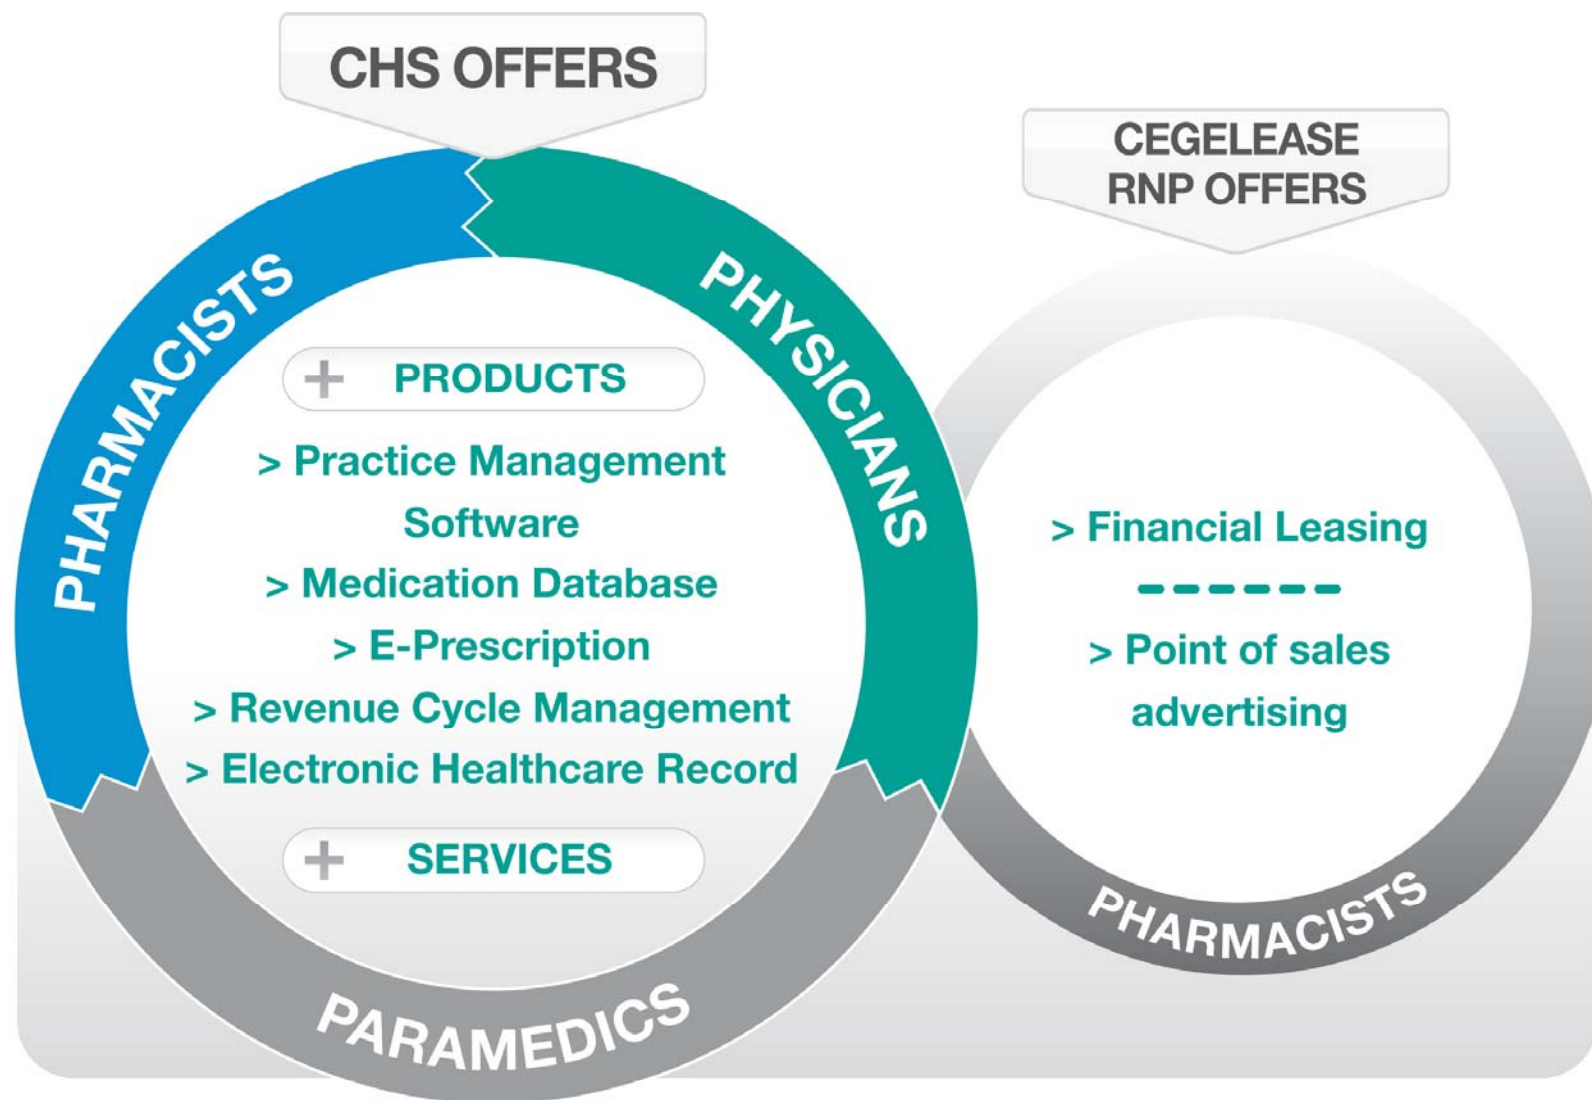 CHS OFFERS
PHARMACISTS
PHYSICIANS
+ PRODUCTS
> Practice Management
Software
> Medication Database
> E-Prescription
> Revenue Cycle Management
> Electronic Healthcare Record
+ SERVICES
PARAMEDICS
CEGELEASE
RNP OFFERS
> Financial Leasing
> Point of sales
advertising
PHARMACISTS